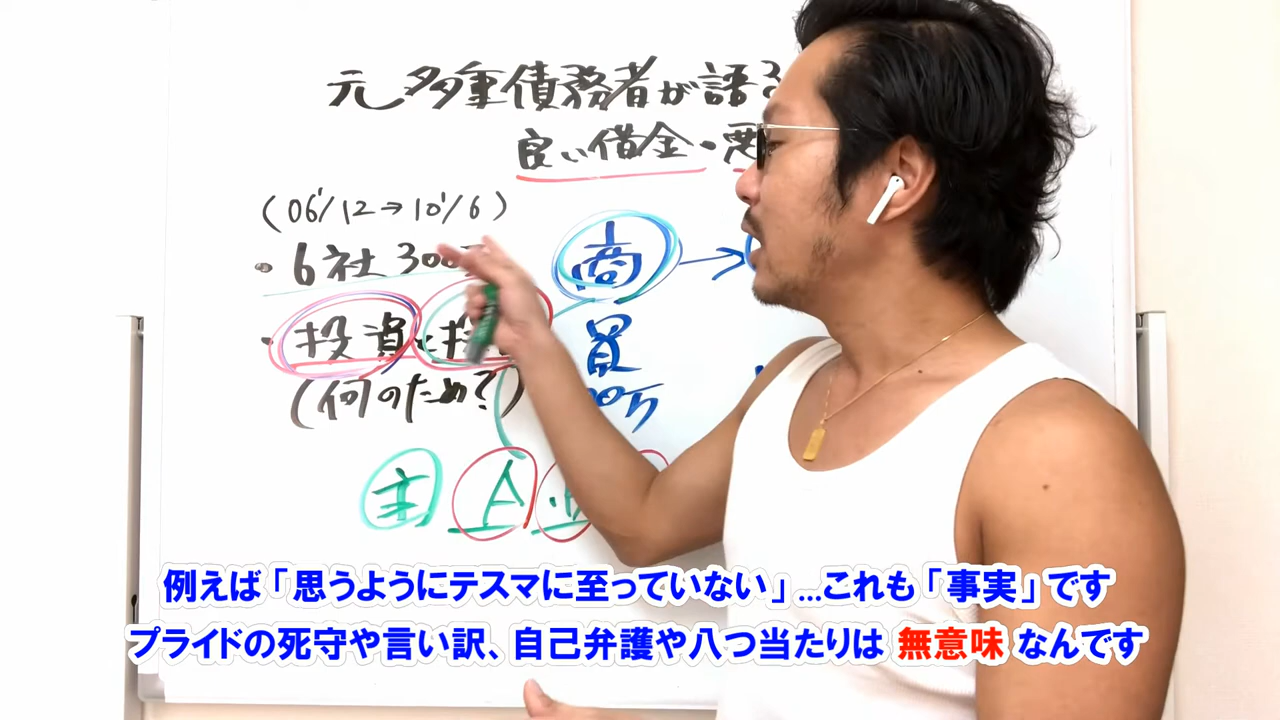 元多重債務者が語る
良い借金・悪
(06'/12→10'/6)
・6社300
・投資と
(何のため?)
商→
買
主 A
例えば「思うようにテスマに至っていない」…これも「事実」です
プライドの死守や言い訳、自己弁護や八つ当たりは 無意味 なんです